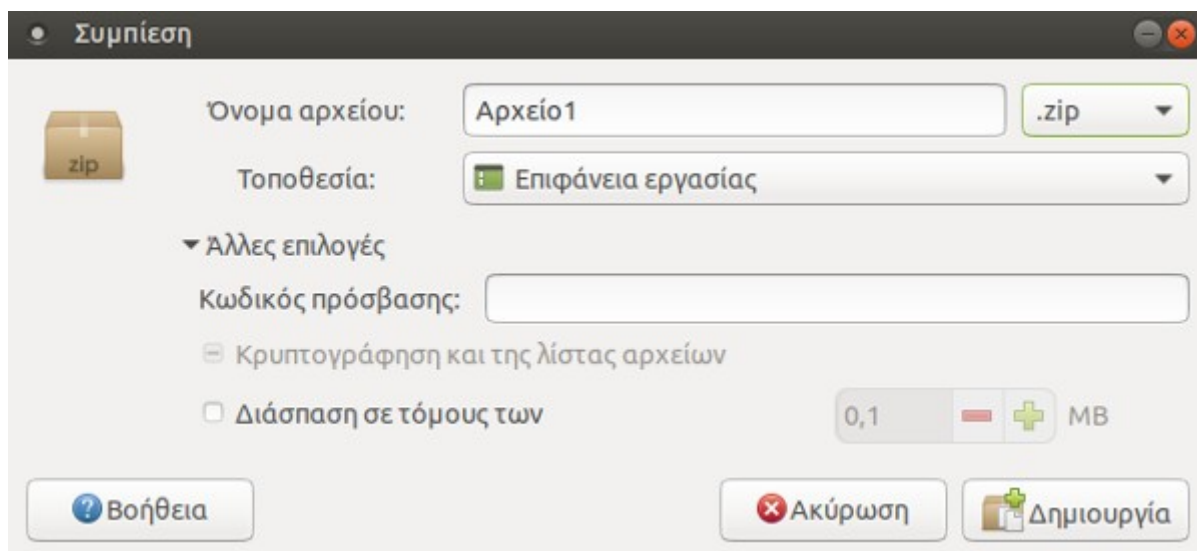 Συμπίεση
Όνομα αρχείου: Αρχείο1 .zip
zip
Τοποθεσία: Επιφάνεια εργασίας
Άλλες επιλογές
Κωδικός πρόσβασης:
Κρυπτογράφηση και της λίστας αρχείων
Διάσπαση σε τόμους των 0,1 MB
Βοήθεια Ακύρωση Δημιουργία